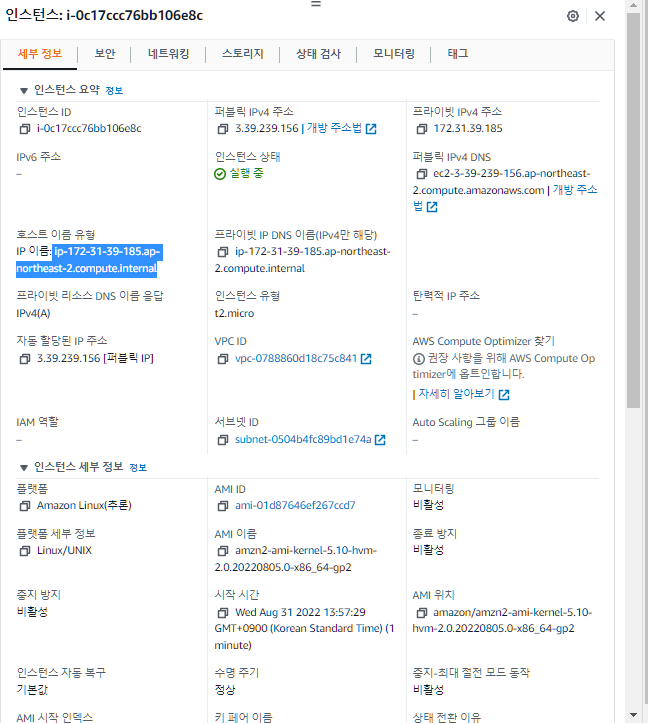 인스턴스: i-0c17ccc76bb106e8c
세부 정보 보안 네트워킹 스토리지 상태 검사 모니터링 태그
▼ 인스턴스 요약 정보
인스턴스 ID
i-0c17ccc76bb106e8c
퍼블릭 IPv4 주소
3.39.239.156 | 개방 주소법
프라이빗 IPv4 주소
172.31.39.185
IPv6 주소
–
인스턴스 상태
실행 중
퍼블릭 IPv4 DNS
ec2-3-39-239-156.ap-northeast-
2.compute.amazonaws.com | 개방 주소
법
호스트 이름 유형
IP 이름: ip-172-31-39-185.ap-
northeast-2.compute.internal
프라이빗 IP DNS 이름(IPv4만 해당)
ip-172-31-39-185.ap-northeast-
2.compute.internal
프라이빗 리소스 DNS 이름 응답
IPv4(A)
인스턴스 유형
t2.micro
탄력적 IP 주소
–
자동 할당된 IP 주소
3.39.239.156 [퍼블릭 IP]
VPC ID
vpc-0788860d18c75c841
AWS Compute Optimizer 찾기
권장 사항을 위해 AWS Compute Op
timizer에 옵트인합니다.
| 자세히 알아보기
IAM 역할
–
서브넷 ID
subnet-0504b4fc89bd1e74a
Auto Scaling 그룹 이름
–
▼ 인스턴스 세부 정보 정보
플랫폼
Amazon Linux(추론)
AMI ID
ami-01d87646ef267ccd7
모니터링
비활성
플랫폼 세부 정보
Linux/UNIX
AMI 이름
amzn2-ami-kernel-5.10-hvm-
2.0.20220805.0-x86_64-gp2
종료 방지
비활성
중지 방지
비활성
시작 시간
Wed Aug 31 2022 13:57:29
GMT+0900 (Korean Standard Time) (1
minute)
AMI 위치
amazon/amzn2-ami-kernel-5.10-
hvm-2.0.20220805.0-x86_64-gp2
인스턴스 자동 복구
기본값
수명 주기
정상
중지-최대 절전 모드 동작
비활성
AMI 시작 인덱스
키 페어 이름
상태 전환 이유